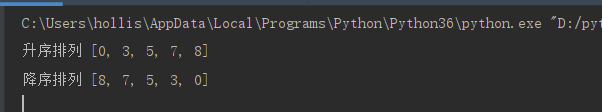 C:\Users\hollis\AppData\Local\Programs\Python\Python36\python.exe "D:/pyt
升序排列 [0, 3, 5, 7, 8]
降序排列 [8, 7, 5, 3, 0]